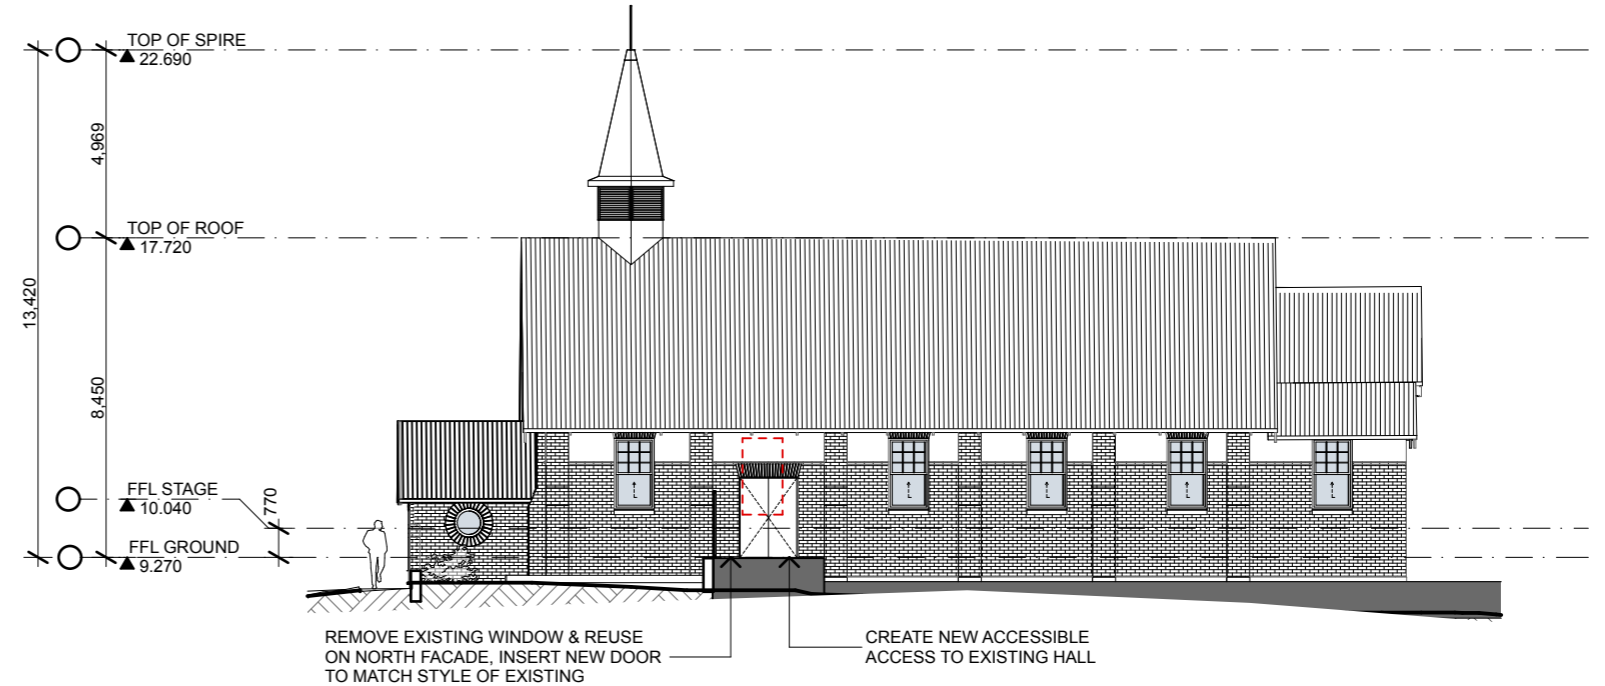 TOP OF SPIRE
22.690
4,969
TOP OF ROOF
17.720
13,420
8,450
FFL STAGE
10.040
770
FFL GROUND
9.270
REMOVE EXISTING WINDOW & REUSE
ON NORTH FACADE, INSERT NEW DOOR
TO MATCH STYLE OF EXISTING
CREATE NEW ACCESSIBLE
ACCESS TO EXISTING HALL